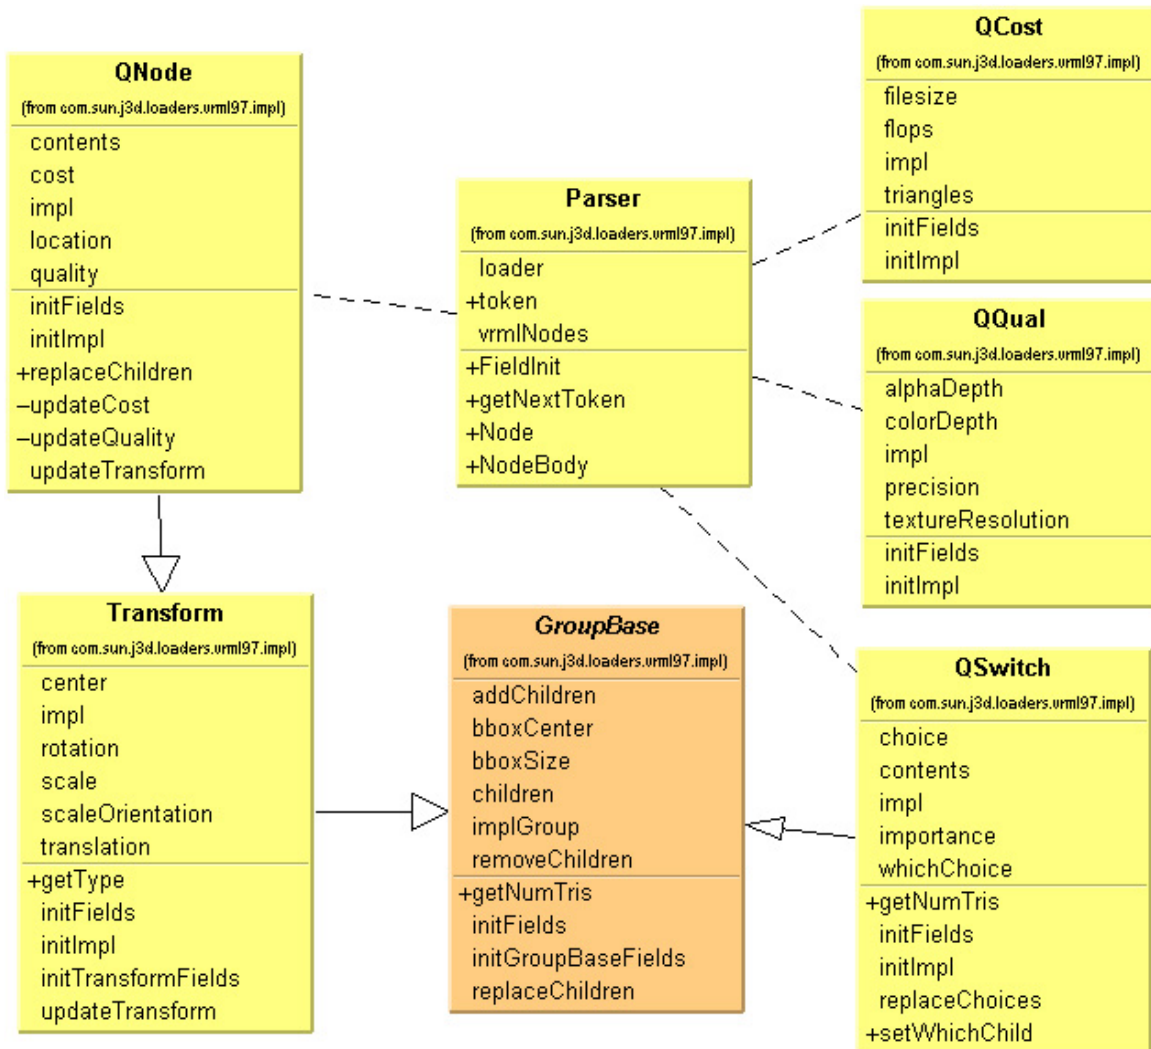 QNode
(from com.sun.j3d.loaders.vrml97.impl)
contents
cost
impl
location
quality
initFields
initImpl
+replaceChildren
–updateCost
–updateQuality
updateTransform
Parser
(from com.sun.j3d.loaders.vrml97.impl)
loader
+token
vrmlNodes
+FieldInit
+getNextToken
+Node
+NodeBody
QCost
(from com.sun.j3d.loaders.vrml97.impl)
filesize
flops
impl
triangles
initFields
initImpl
QQual
(from com.sun.j3d.loaders.vrml97.impl)
alphaDepth
colorDepth
impl
precision
textureResolution
initFields
initImpl
Transform
(from com.sun.j3d.loaders.vrml97.impl)
center
impl
rotation
scale
scaleOrientation
translation
+getType
initFields
initImpl
initTransformFields
updateTransform
GroupBase
(from com.sun.j3d.loaders.vrml97.impl)
addChildren
bboxCenter
bboxSize
children
implGroup
removeChildren
+getNumTris
initFields
initGroupBaseFields
replaceChildren
QSwitch
(from com.sun.j3d.loaders.vrml97.impl)
choice
contents
impl
importance
whichChoice
+getNumTris
initFields
initImpl
replaceChoices
+setWhichChild